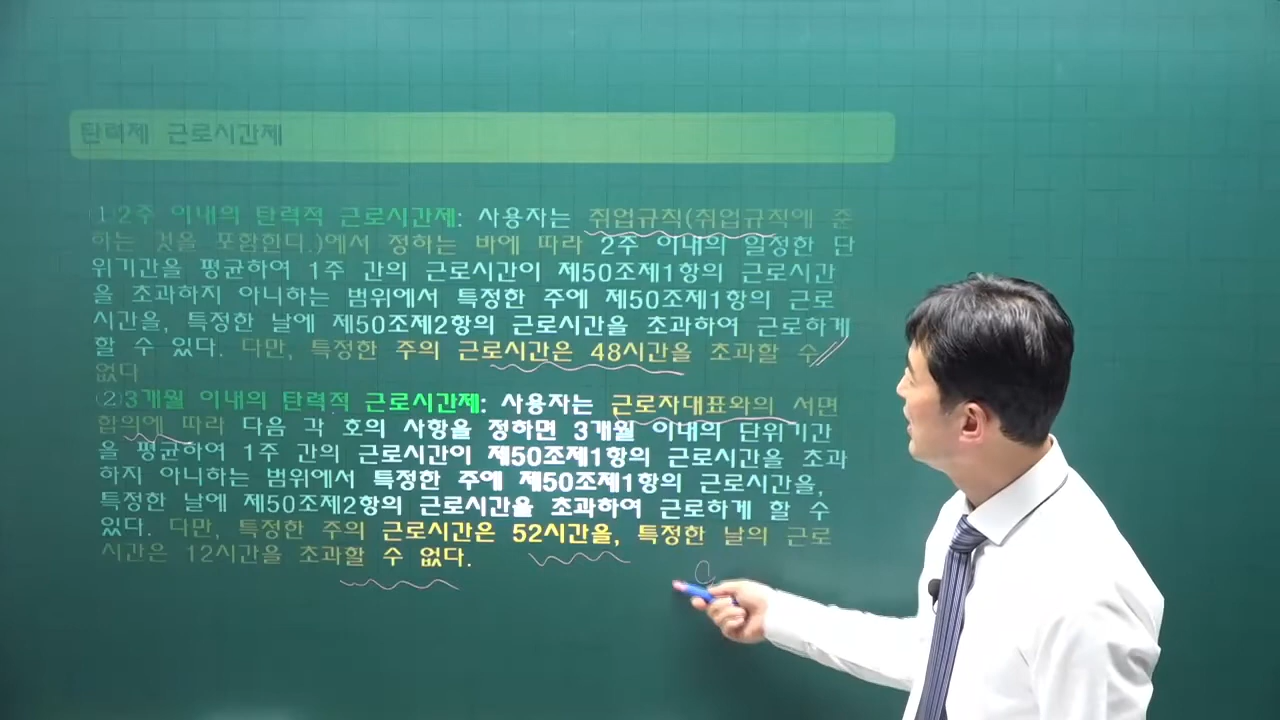 탄력제 근로시간제
(1)2주 이내의 탄력적 근로시간제: 사용자는 취업규칙(취업규직에 준
하는 것을 포함한다.)에서 정하는 바에 따라 2주 이내의 일정한 단
위기간을 평균하여 1주 간의 근로시간이 제50조제1항의 근로시간
을 초과하지 아니하는 범위에서 특정한 주에 제50조제1항의 근로
시간을, 특정한 날에 제50조제2항의 근로시간을 초과하여 근로하게
할 수 있다. 다만, 특정한 주의 근로시간은 48시간을 초과할 수
없다
(2)3개월 이내의 탄력적 근로시간제: 사용자는 근로자대표와의 서면
합의에 따라 다음 각 호의 사항을 정하면 3개월 이내의 단위기간
을 평균하여 1주 간의 근로시간이 제50조제1항의 근로시간을 초과
하지 아니하는 범위에서 특정한 주에 제50조제1항의 근로시간을,
특정한 날에 제50조제2항의 근로시간을 초과하여 근로하게 할 수
있다. 다만, 특정한 주의 근로시간은 52시간을, 특정한 날의 근로
시간은 12시간을 초과할 수 없다.